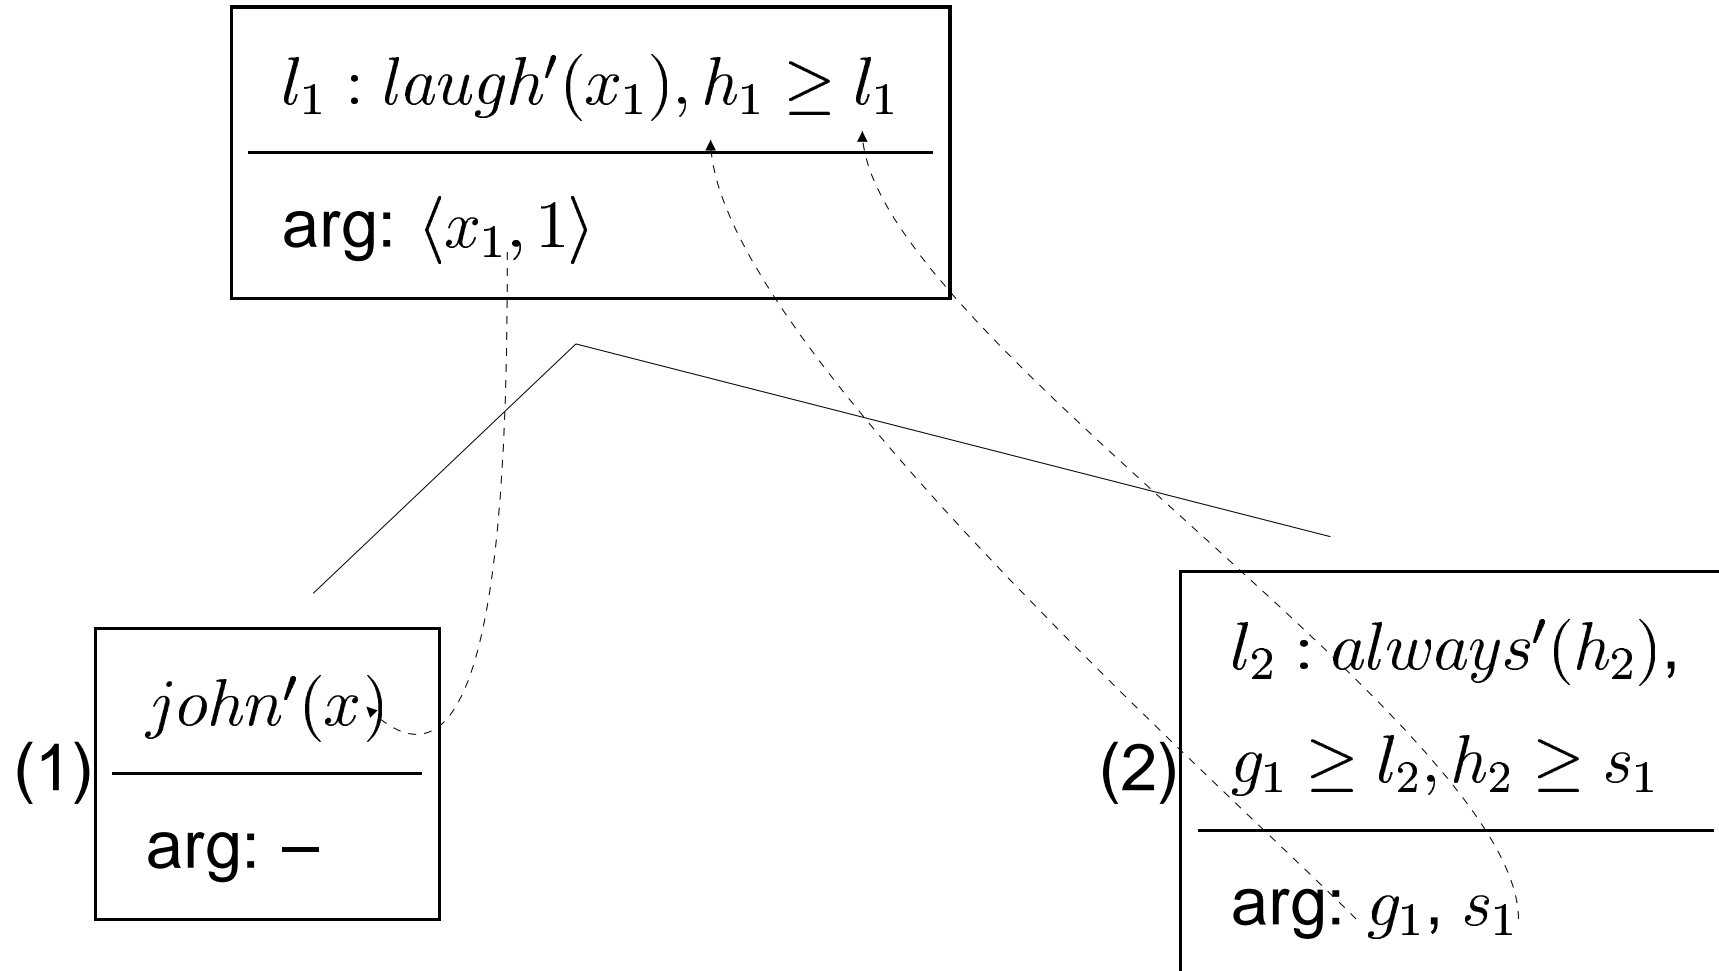 l₁ : laugh′(x₁), h₁ ≥ l₁
arg: ⟨x₁, 1⟩
(1)
john′(x)
arg: –
(2)
l₂ : always′(h₂),
g₁ ≥ l₂, h₂ ≥ s₁
arg: g₁, s₁